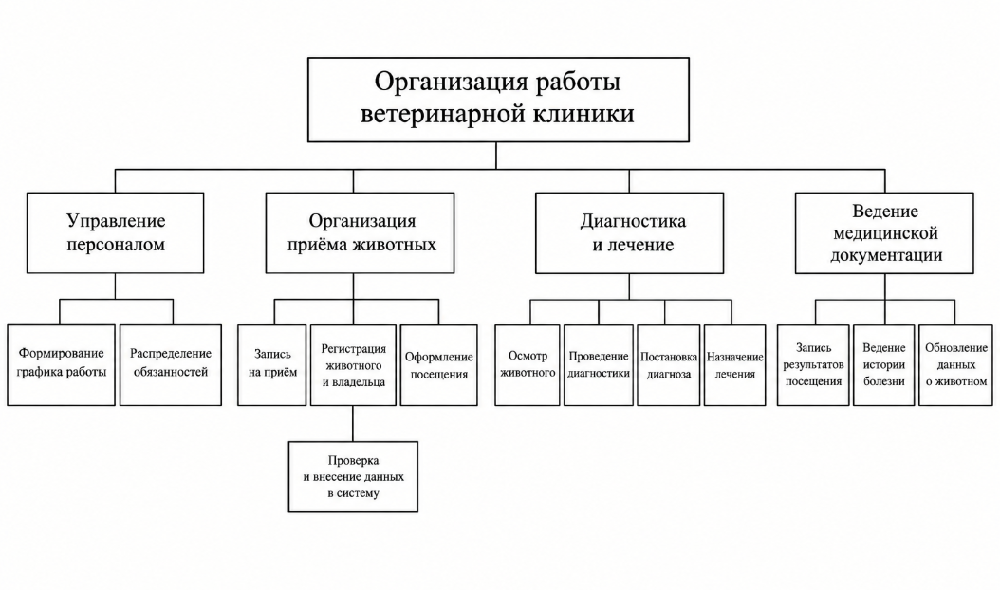 Организация работы
ветеринарной клиники
Управление
персоналом
Организация
приёма животных
Диагностика
и лечение
Ведение
медицинской
документации
Формирование
графика работы
Распределение
обязанностей
Запись
на приём
Регистрация
животного
и владельца
Оформление
посещения
Осмотр
животного
Проведение
диагностики
Постановка
диагноза
Назначение
лечения
Запись
результатов
посещения
Ведение
истории
болезни
Обновление
данных
о животном
Проверка
и внесение данных
в систему